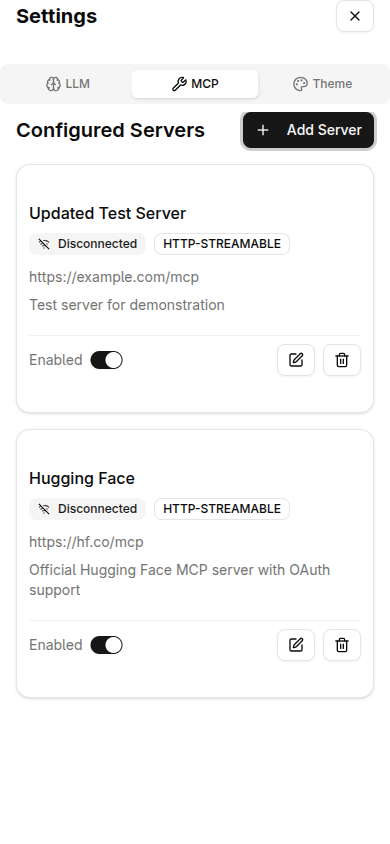 Settings
LLM
MCP
Theme
Configured Servers
Add Server
Updated Test Server
Disconnected
HTTP-STREAMABLE
https://example.com/mcp
Test server for demonstration
Enabled
Hugging Face
Disconnected
HTTP-STREAMABLE
https://hf.co/mcp
Official Hugging Face MCP server with OAuth
support
Enabled